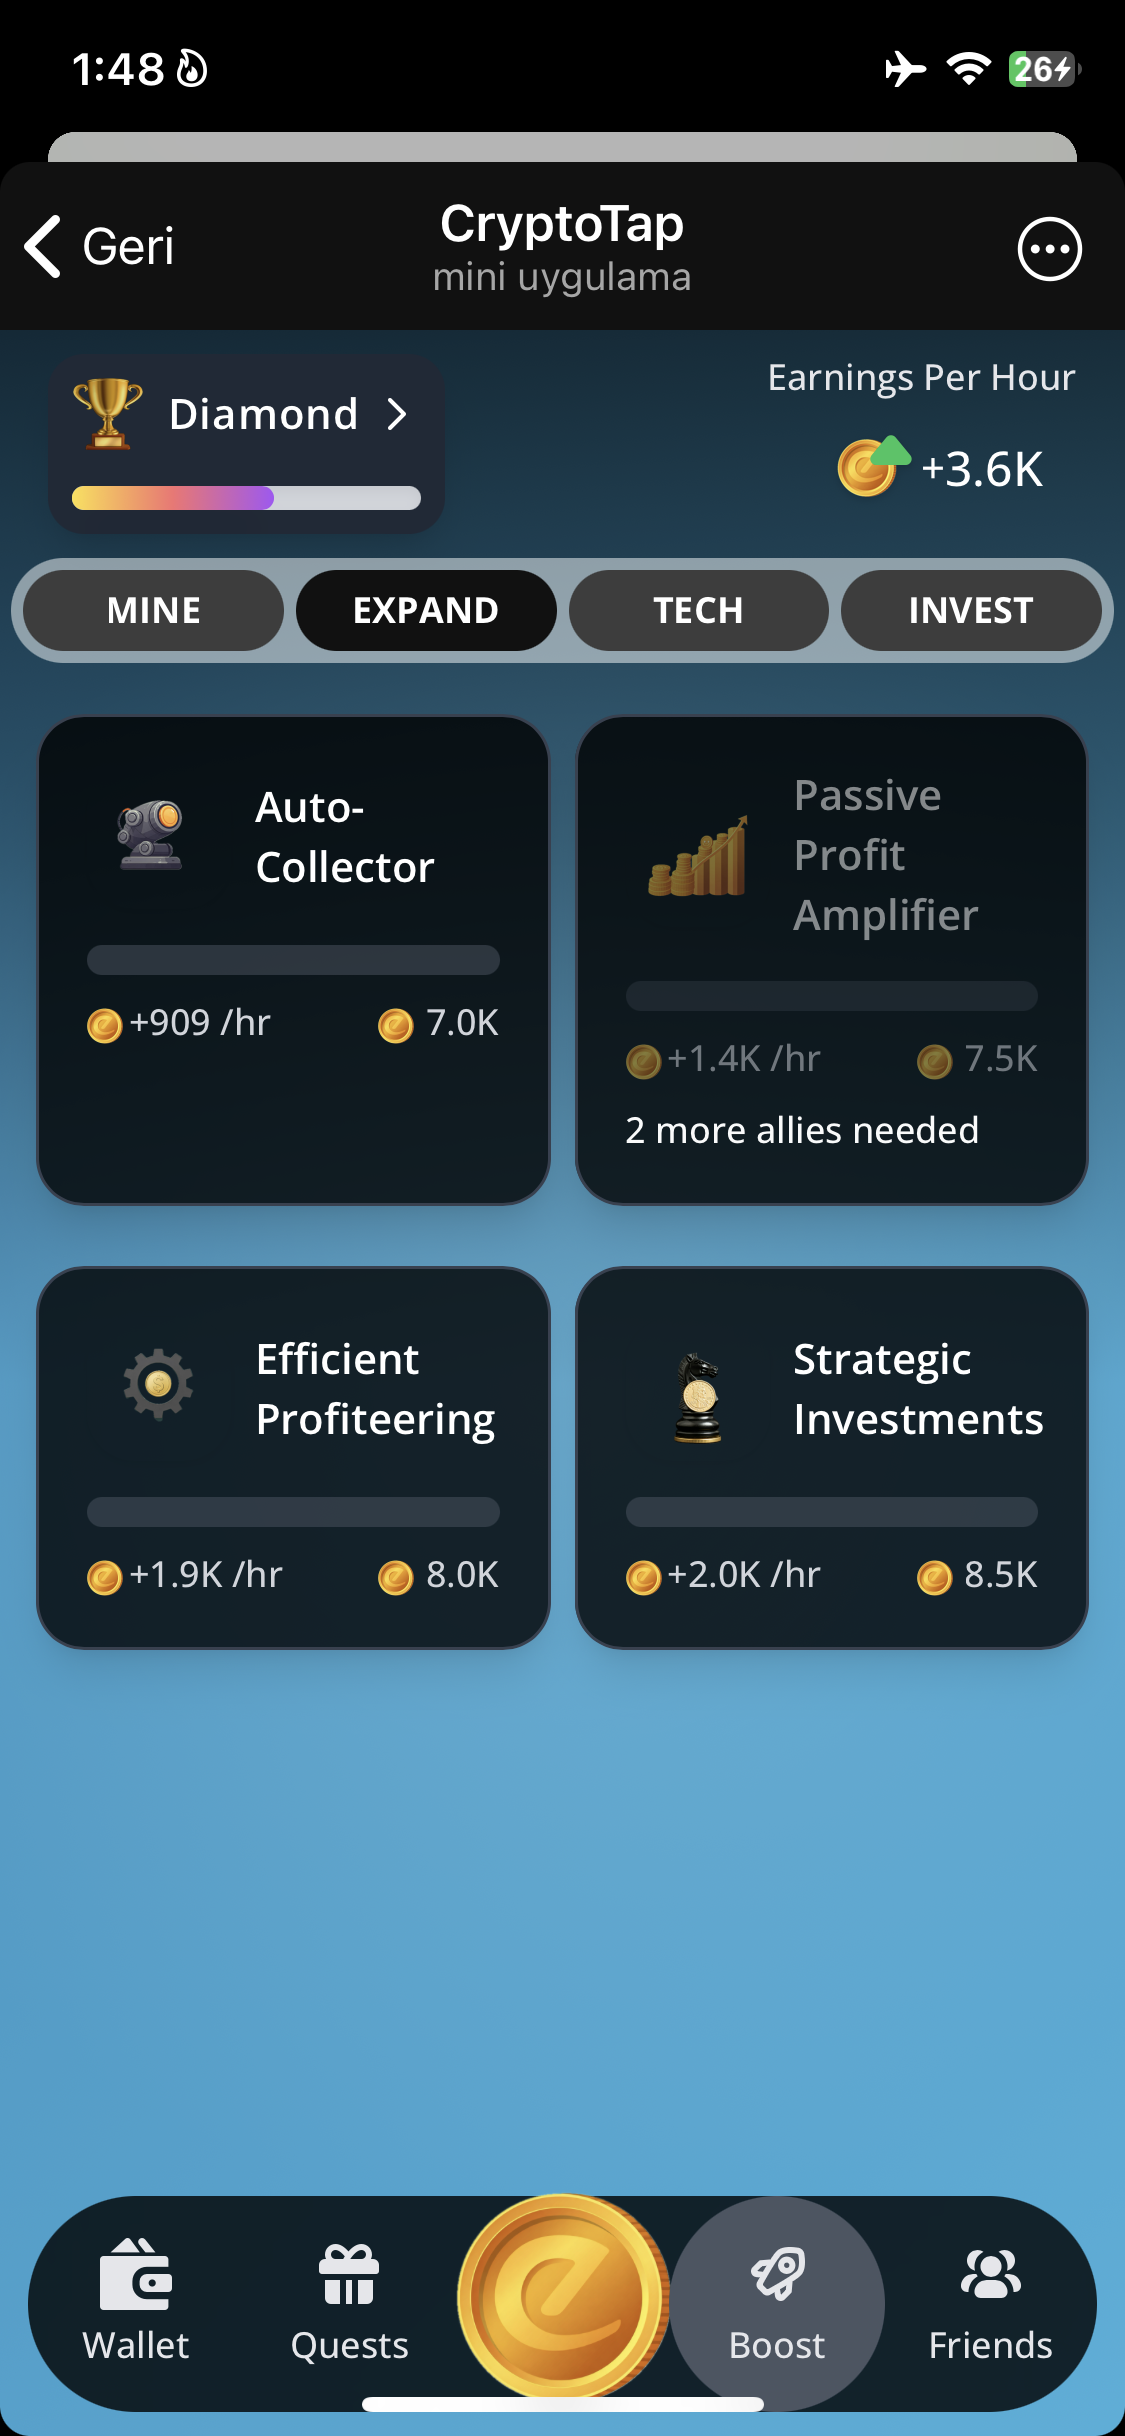 1:48
26
Geri
CryptoTap
mini uygulama
Diamond
Earnings Per Hour
+3.6K
MINE
EXPAND
TECH
INVEST
Auto-
Collector
+909 /hr
7.0K
Passive
Profit
Amplifier
+1.4K /hr
7.5K
2 more allies needed
Efficient
Profiteering
+1.9K /hr
8.0K
Strategic
Investments
+2.0K /hr
8.5K
Wallet
Quests
Boost
Friends